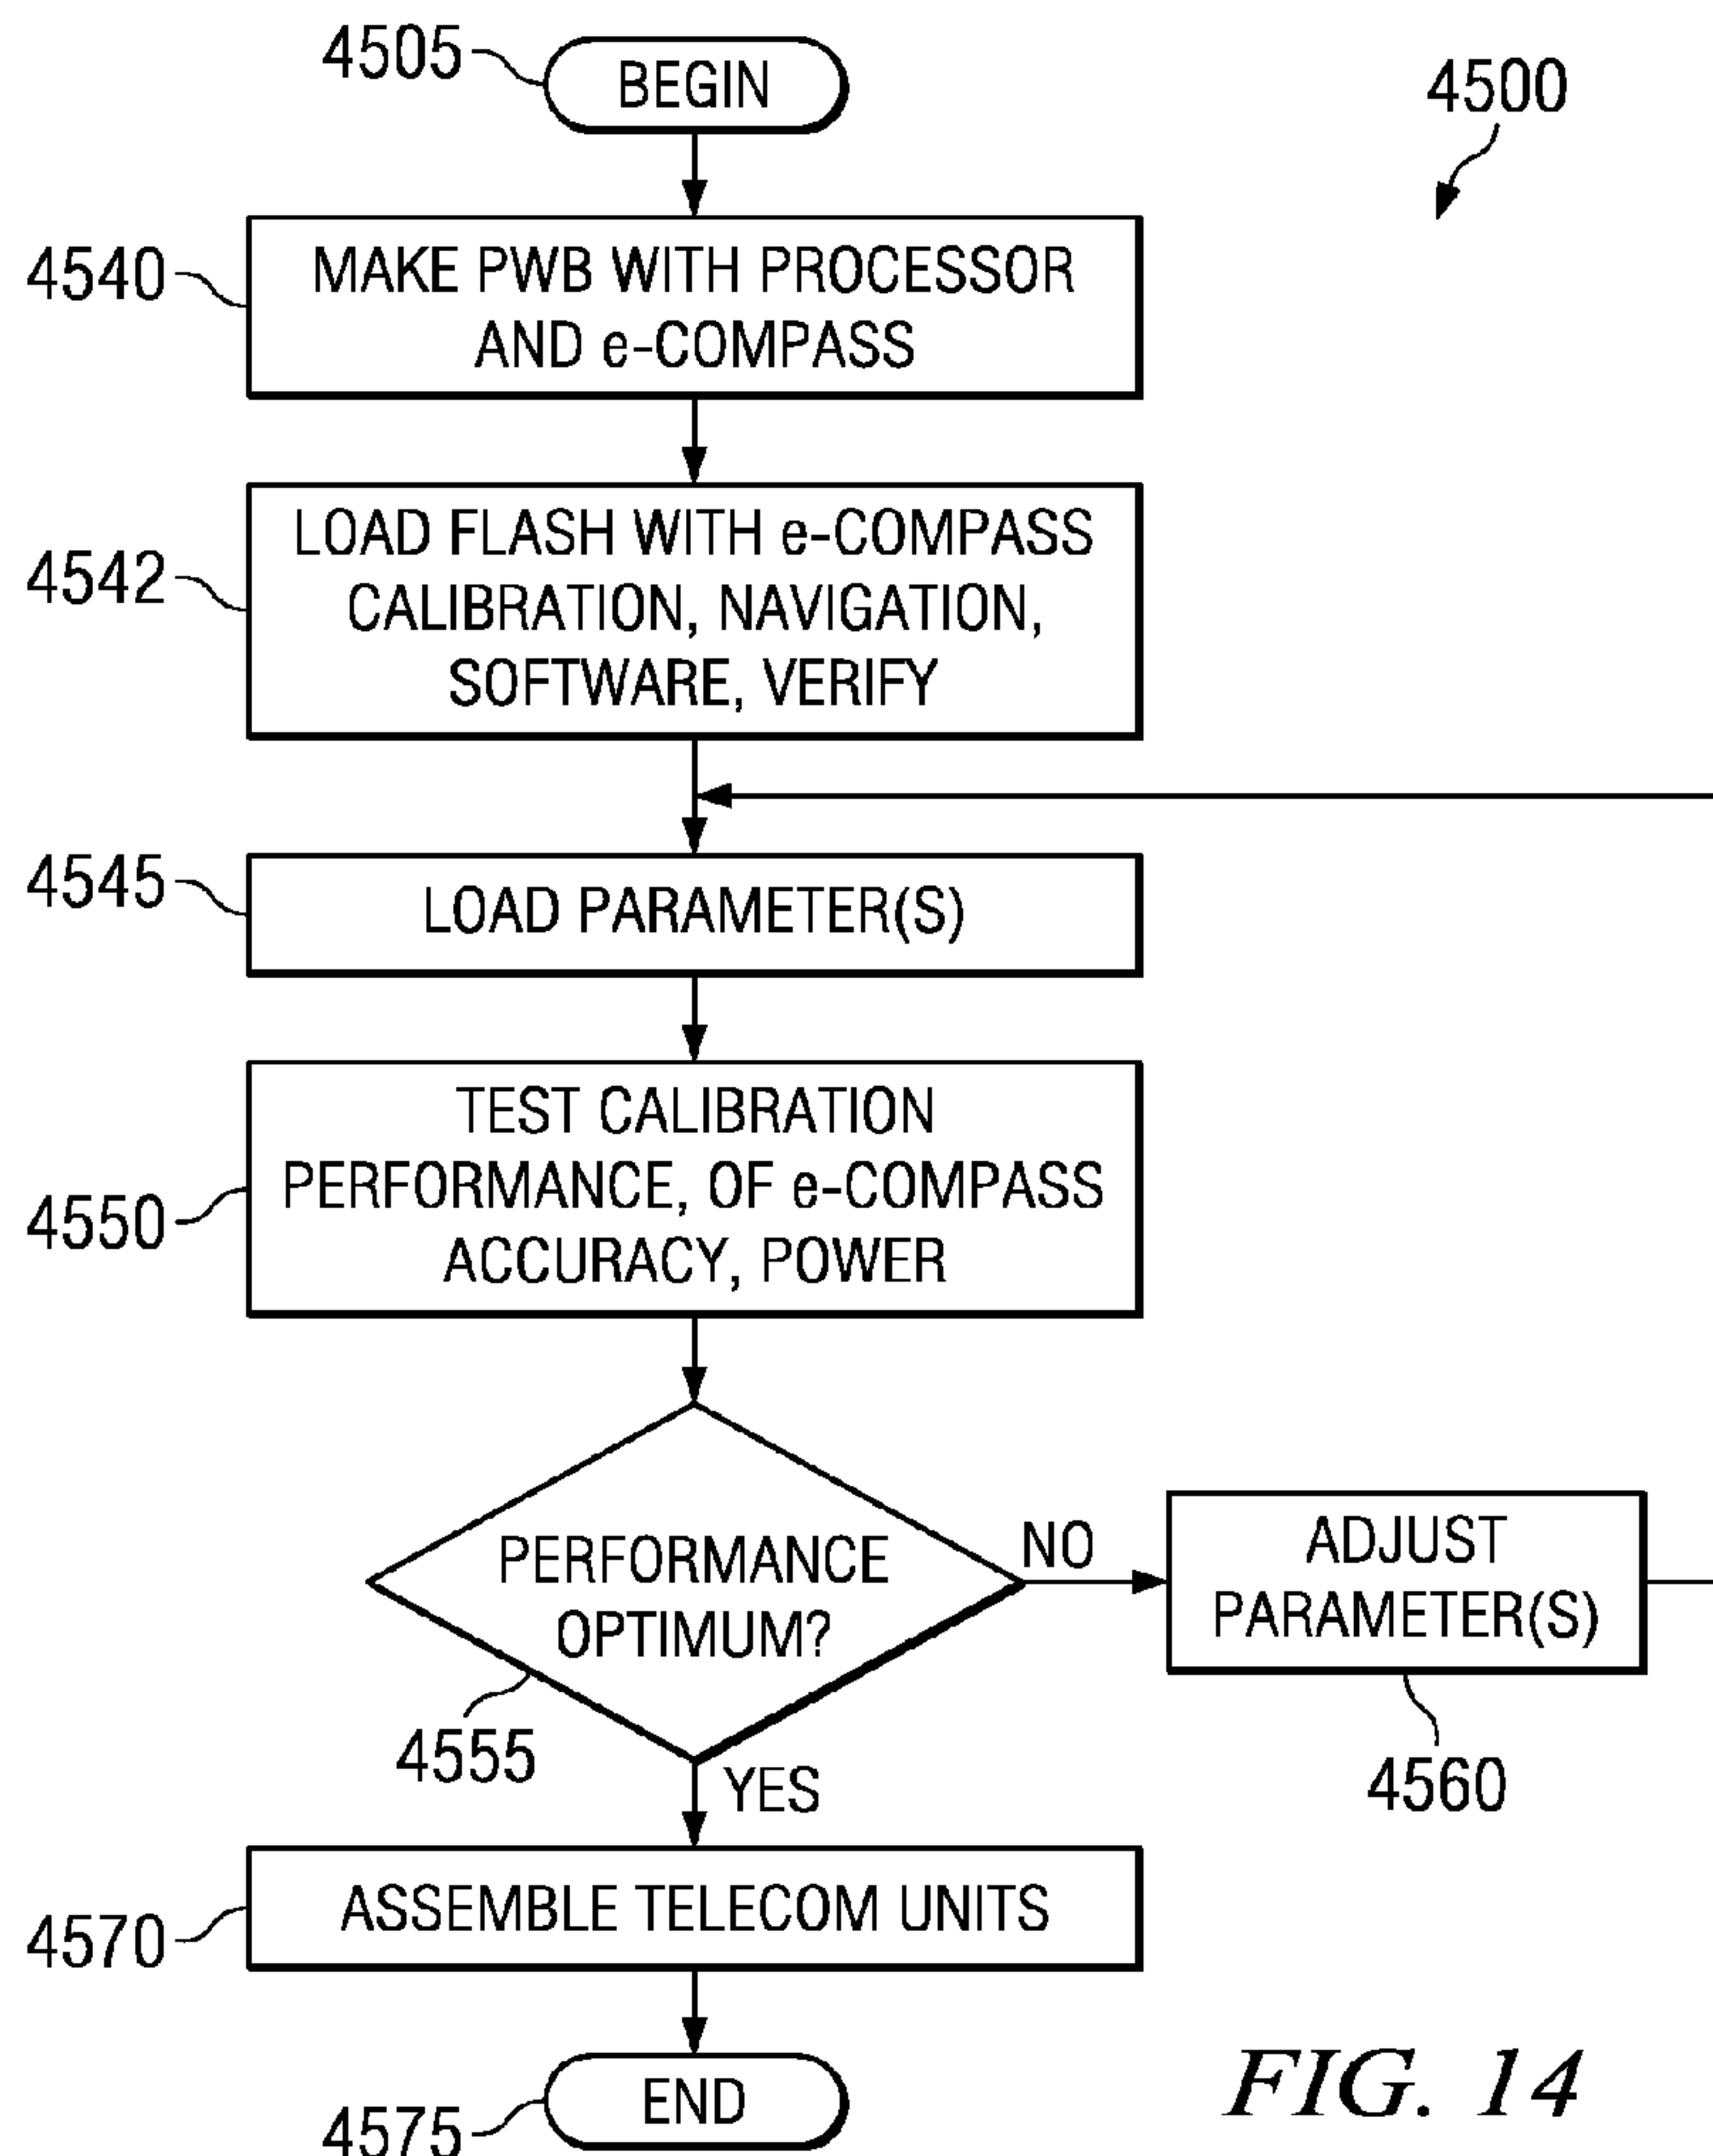 4505
BEGIN
4500
4540
MAKE PWB WITH PROCESSOR
AND e-COMPASS
4542
LOAD FLASH WITH e-COMPASS
CALIBRATION, NAVIGATION,
SOFTWARE, VERIFY
4545
LOAD PARAMETER(S)
4550
TEST CALIBRATION
PERFORMANCE, OF e-COMPASS
ACCURACY, POWER
PERFORMANCE
OPTIMUM?
4555
NO
ADJUST
PARAMETER(S)
4560
YES
4570
ASSEMBLE TELECOM UNITS
4575
END
FIG. 14